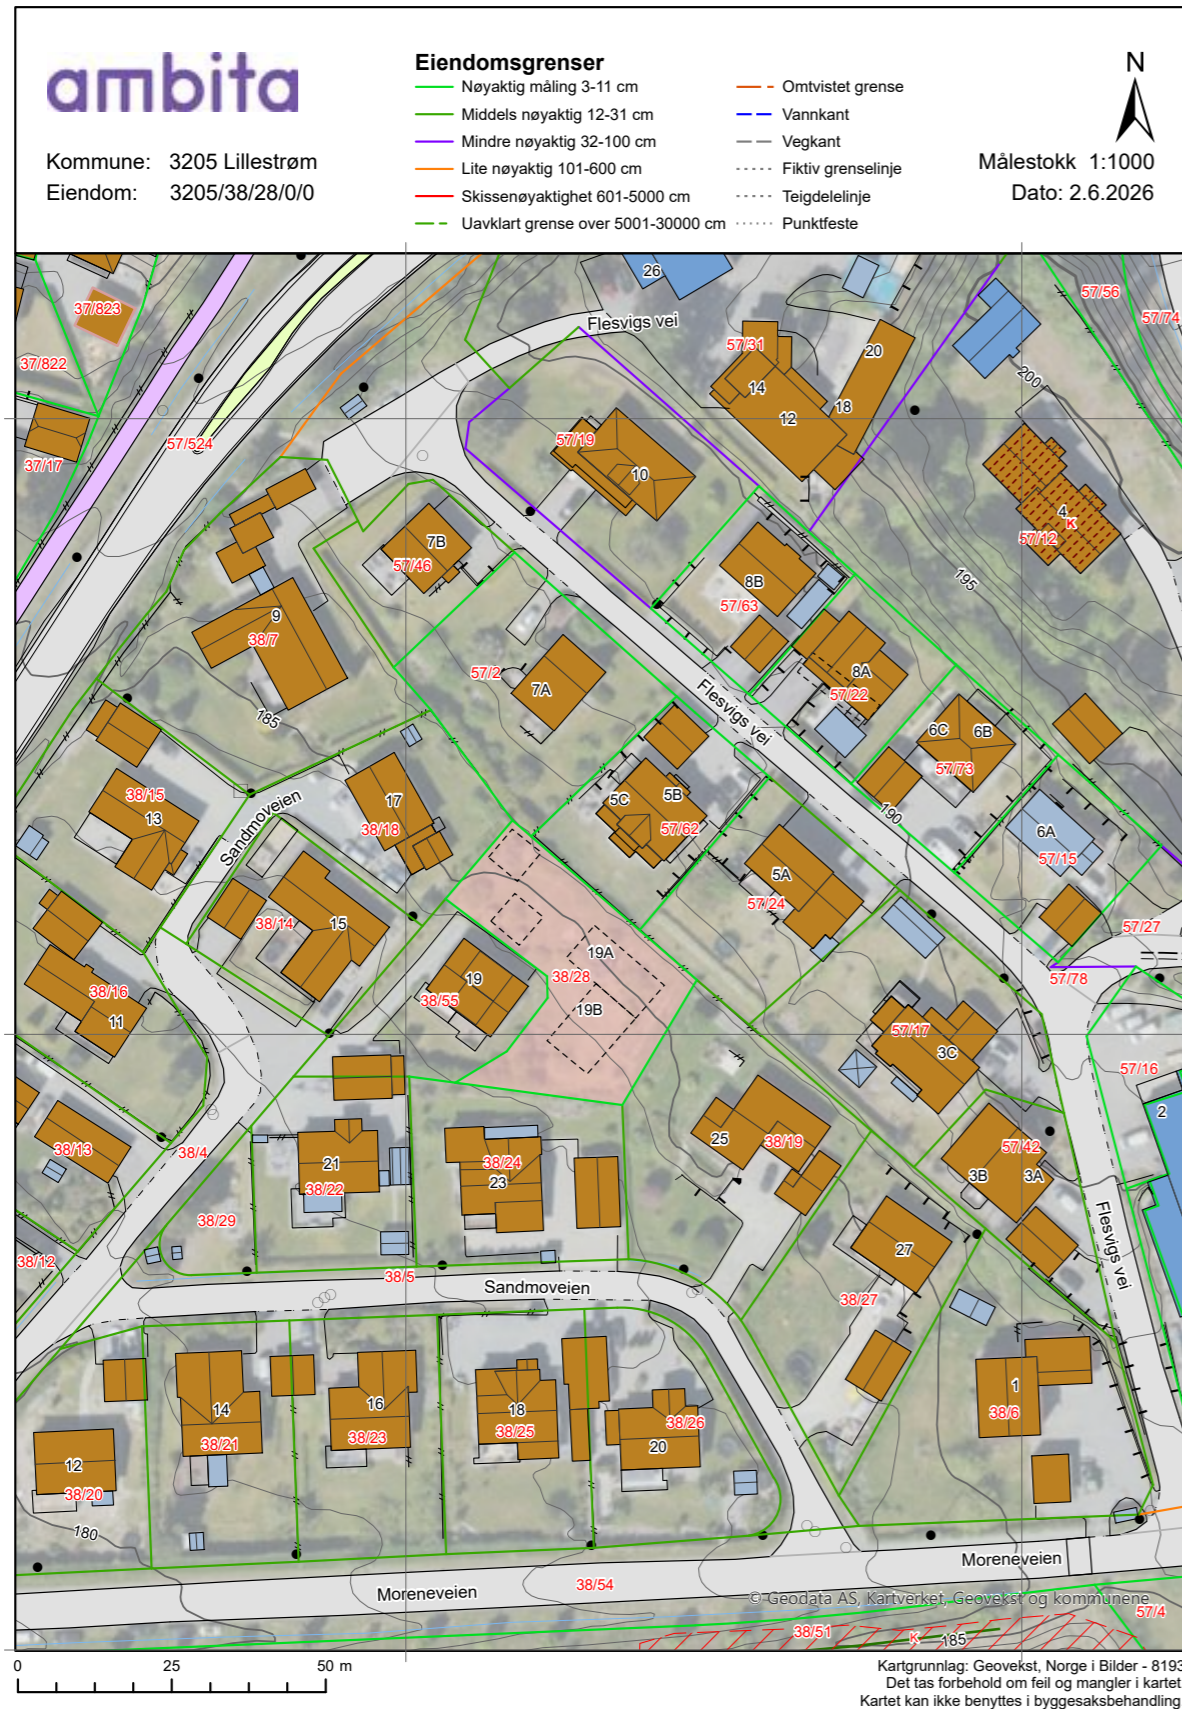 ambita
Kommune: 3205 Lillestrøm
Eiendom: 3205/38/28/0/0
Eiendomsgrenser
Nøyaktig måling 3-11 cm
Middels nøyaktig 12-31 cm
Mindre nøyaktig 32-100 cm
Lite nøyaktig 101-600 cm
Skissenøyaktighet 601-5000 cm
Uavklart grense over 5001-30000 cm
Omtvistet grense
Vannkant
Vegkant
Fiktiv grenselinje
Teigdelelinje
Punktfeste
N
Målestokk 1:1000
Dato: 2.6.2026
26
57/56
37/823
57/74
Flesvigs vei
57/31
20
37/822
200
14
12
18
57/524
57/19
37/17
10
4
K
57/12
7B
57/46
8B
195
57/63
9
38/7
57/2
7A
8A
57/22
Flesvigs vei
185
6C
6B
57/73
38/15
13
17
38/18
Sandmoveien
5C
5B
57/62
190
6A
57/15
5A
57/24
38/14
15
57/27
19A
38/28
57/78
38/16
11
19
38/55
19B
57/17
3C
57/16
2
38/13
38/4
25
38/19
57/42
21
38/22
38/24
23
3B
3A
38/29
Flesvigs vei
38/12
27
38/5
Sandmoveien
38/27
1
38/6
14
38/21
16
38/23
18
38/25
38/26
20
12
38/20
180
Moreneveien
Moreneveien
38/54
© Geodata AS, Kartverket, Geovekst og kommunene
57/4
38/51
K
185
0 25 50 m
Kartgrunnlag: Geovekst, Norge i Bilder - 8193
Det tas forbehold om feil og mangler i kartet
Kartet kan ikke benyttes i byggesaksbehandling